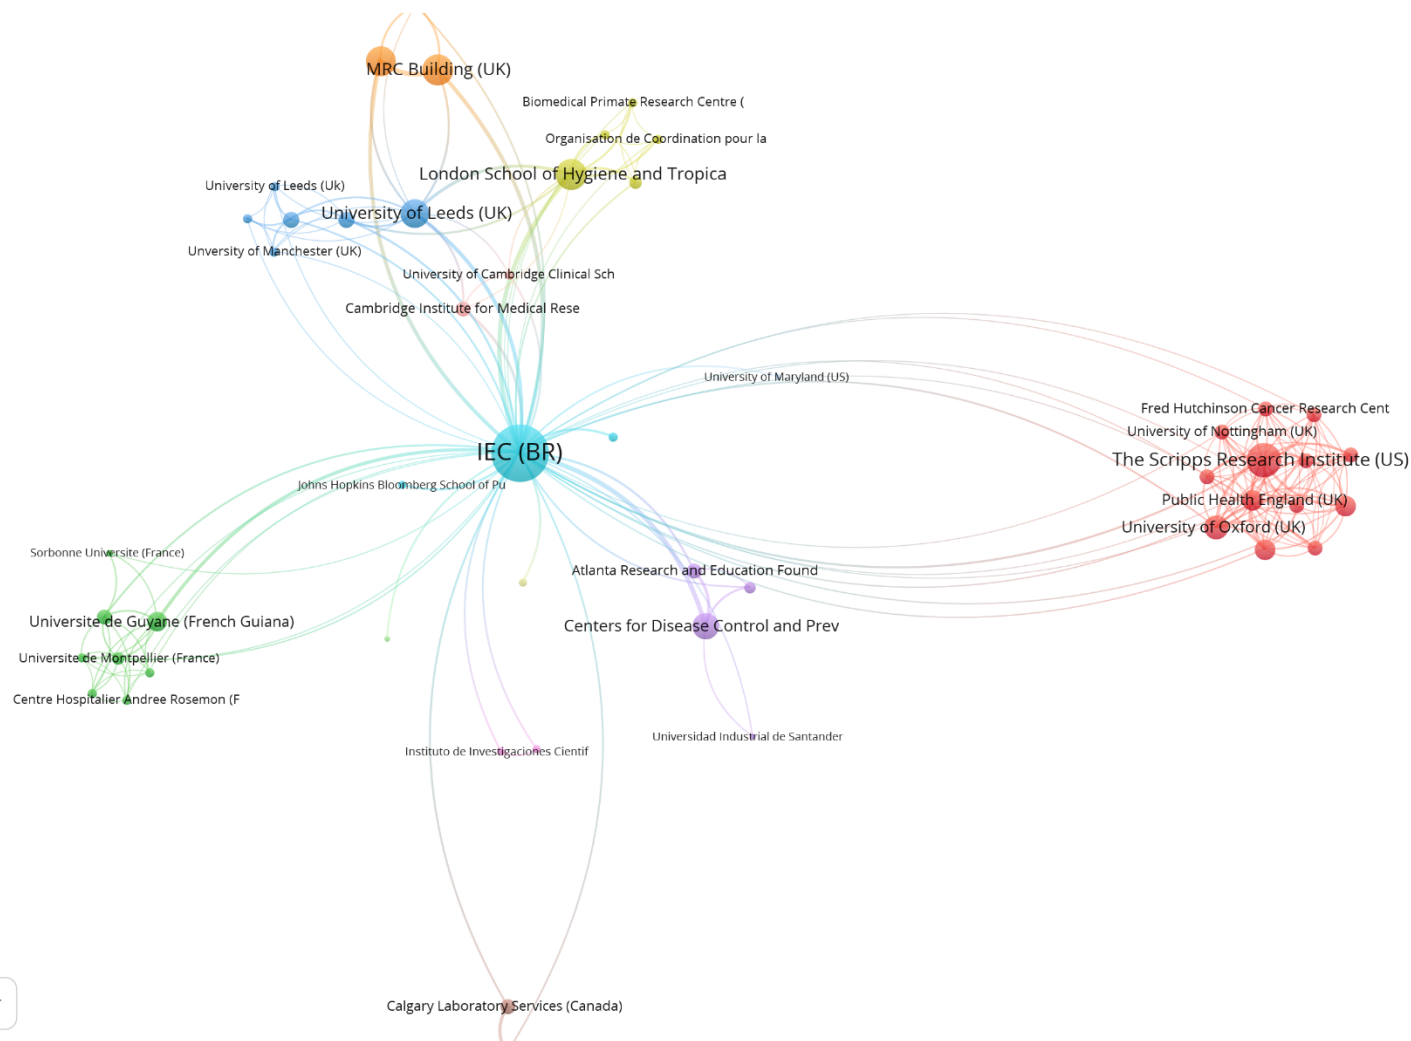 MRC Building (UK)
Biomedical Primate Research Centre (
Organisation de Coordination pour la
London School of Hygiene and Tropica
University of Leeds (Uk)
University of Leeds (UK)
Unversity of Manchester (UK)
University of Cambridge Clinical Sch
Cambridge Institute for Medical Rese
University of Maryland (US)
Fred Hutchinson Cancer Research Cent
University of Nottingham (UK)
IEC (BR)
The Scripps Research Institute (US)
Johns Hopkins Bloomberg School of Pu
Public Health England (UK)
University of Oxford (UK)
Sorbonne Universite (France)
Atlanta Research and Education Found
Universite de Guyane (French Guiana)
Centers for Disease Control and Prev
Universite de Montpellier (France)
Centre Hospitalier Andree Rosemon (F
Universidad Industrial de Santander
Instituto de Investigaciones Cientif
Calgary Laboratory Services (Canada)